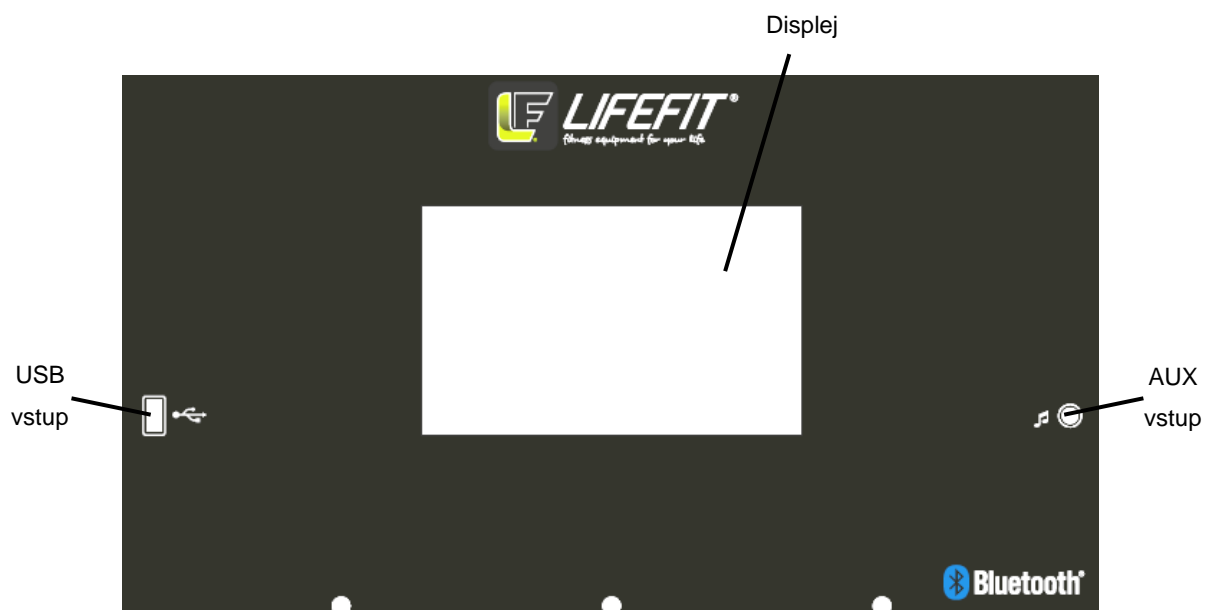 Displej
LIFEFIT®
fitness equipment for your life
USB
vstup
AUX
vstup
Bluetooth®